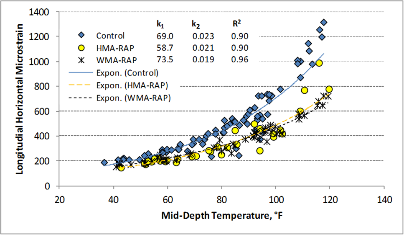 1400
1200
1000
800
600
400
200
0
Longitudinal Horizontal Microstrain
k1 k2 R²
Control 69.0 0.023 0.90
HMA-RAP 58.7 0.021 0.90
WMA-RAP 73.5 0.019 0.96
Expon. (Control)
Expon. (HMA-RAP)
Expon. (WMA-RAP)
20 40 60 80 100 120 140
Mid-Depth Temperature, °F